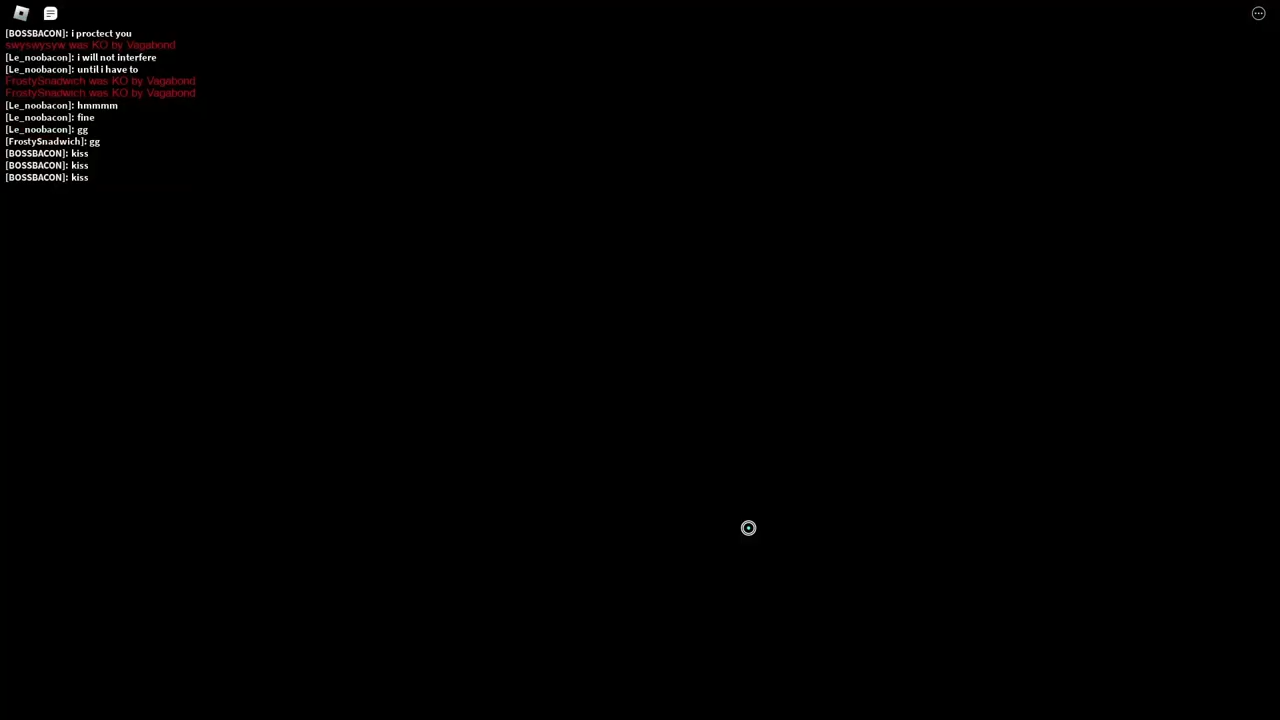 [BOSSBACON]: i proctect you
swyswysyw was KO by Vagabond
[Le_noobacon]: i will not interfere
[Le_noobacon]: until i have to
FrostySnadwich was KO by Vagabond
FrostySnadwich was KO by Vagabond
[Le_noobacon]: hmmmm
[Le_noobacon]: fine
[Le_noobacon]: gg
[FrostySnadwich]: gg
[BOSSBACON]: kiss
[BOSSBACON]: kiss
[BOSSBACON]: kiss